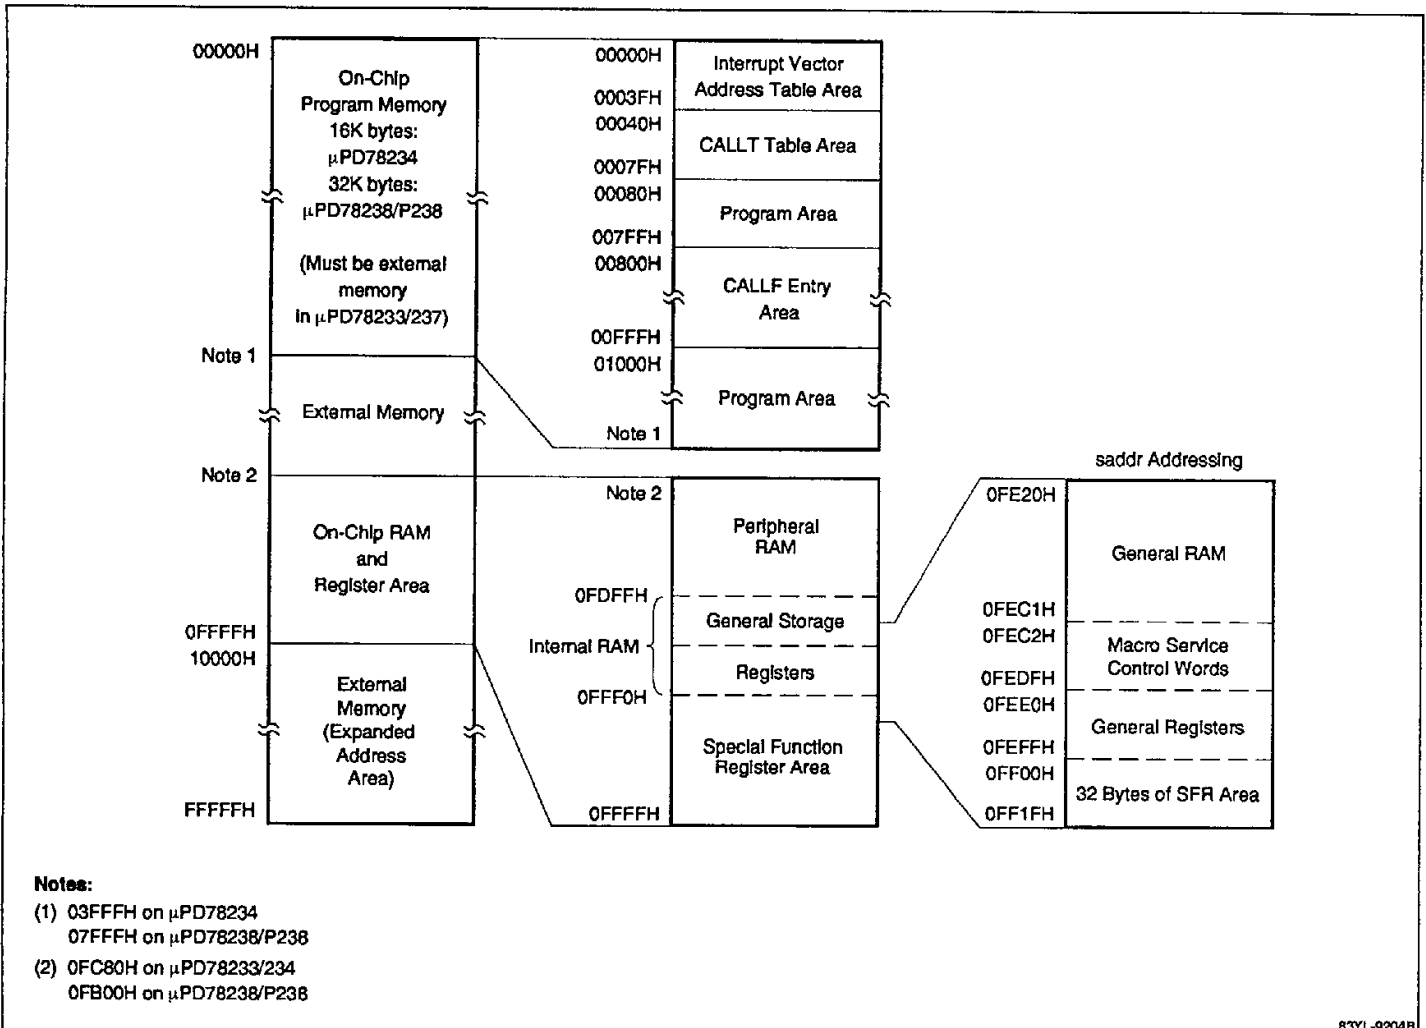 00000H
On-Chip
Program Memory
16K bytes:
μPD78234
32K bytes:
μPD78238/P238
(Must be external
memory
in μPD78233/237)
Note 1
External Memory
Note 2
On-Chip RAM
and
Register Area
0FFFFH
10000H
External
Memory
(Expanded
Address
Area)
FFFFFH
00000H
Interrupt Vector
Address Table Area
0003FH
00040H
CALLT Table Area
0007FH
00080H
Program Area
007FFH
00800H
CALLF Entry
Area
00FFFH
01000H
Program Area
Note 1
Note 2
Peripheral
RAM
0FDFFH
General Storage
Internal RAM
Registers
0FFF0H
Special Function
Register Area
0FFFFH
saddr Addressing
0FE20H
General RAM
0FEC1H
0FEC2H
Macro Service
Control Words
0FEDFH
0FEE0H
General Registers
0FEFFH
0FF00H
32 Bytes of SFR Area
0FF1FH
Notes:
(1) 03FFFH on μPD78234
07FFFH on μPD78238/P238
(2) 0FC80H on μPD78233/234
0FB00H on μPD78238/P238
83YL-9204B